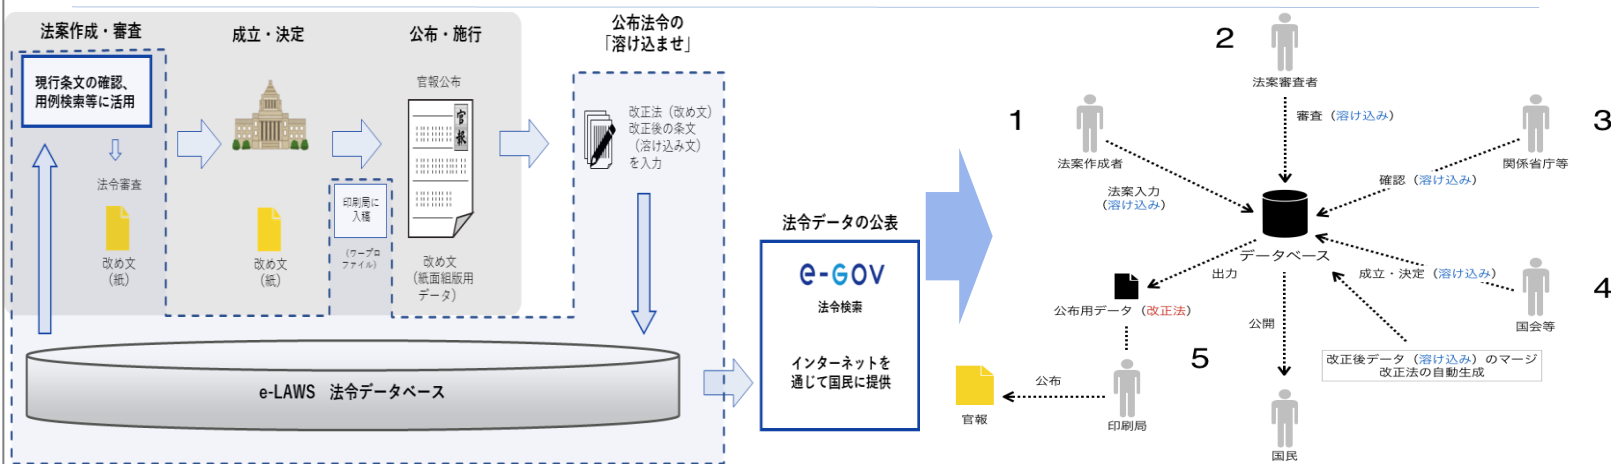 法案作成・審査
現行条文の確認、
用例検索等に活用
法令審査
改め文
（紙）
成立・決定
改め文
（紙）
印刷局に
入稿
（ワープロ
ファイル）
公布・施行
官報公布
官報
改め文
（紙面組版用
データ）
公布法令の
「溶け込ませ」
改正法（改め文）
改正後の条文
（溶け込み文）
を入力
e-LAWS 法令データベース
法令データの公表
e-GOV
法令検索
インターネットを
通じて国民に提供
1
法案作成者
法案入力
（溶け込み）
2
法案審査者
審査（溶け込み）
3
関係省庁等
確認（溶け込み）
データベース
成立・決定（溶け込み）
4
国会等
出力
公布用データ（改正法）
公開
改正後データ（溶け込み）のマージ
改正法の自動生成
5
公布
官報
印刷局
国民